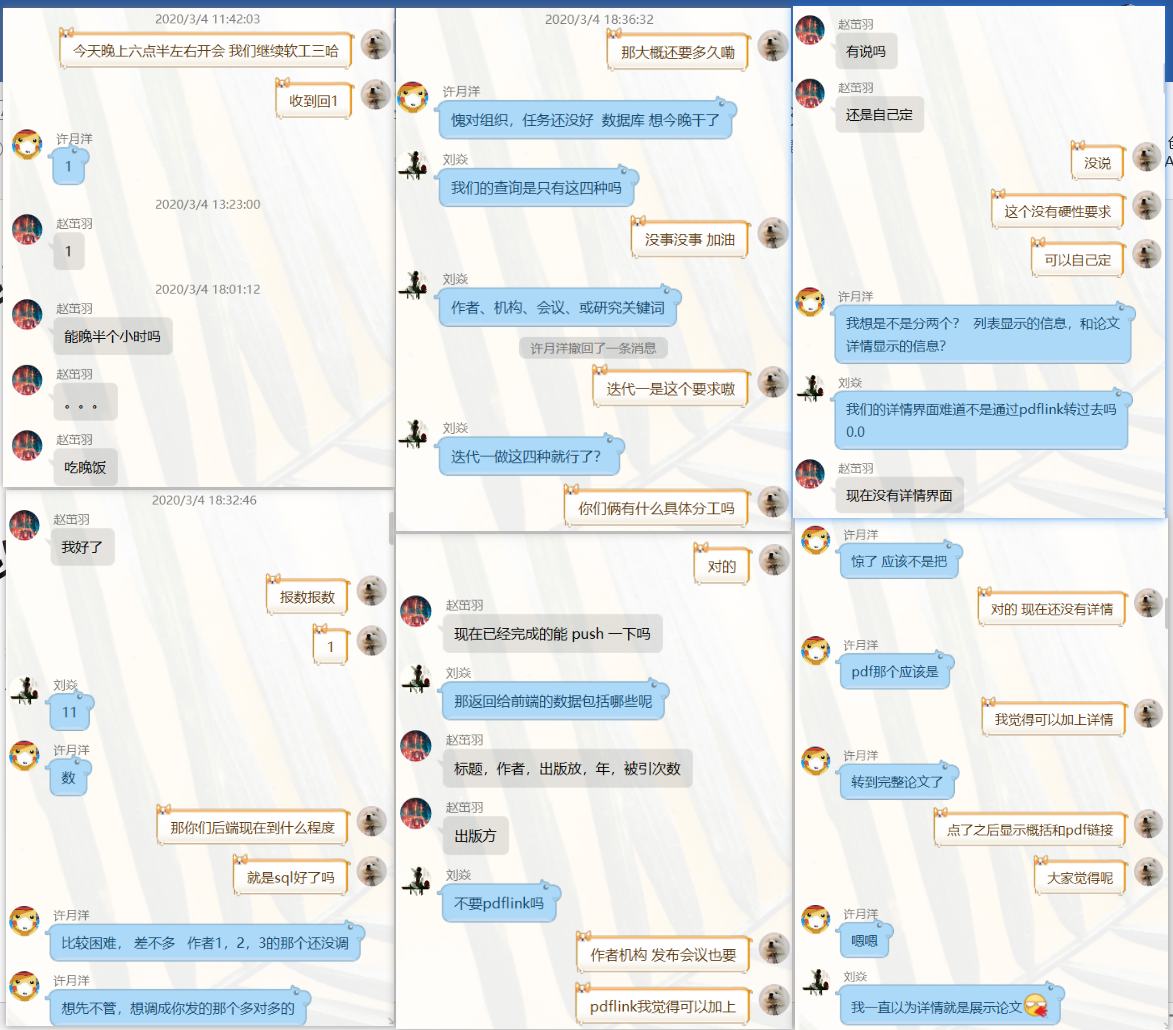 2020/3/4 11:42:03
今天晚上六点半左右开会 我们继续软工三哈
收到回1
许月洋
1
2020/3/4 13:23:00
赵茁羽
1
2020/3/4 18:01:12
赵茁羽
能晚半个小时吗
赵茁羽
。。。
赵茁羽
吃晚饭
2020/3/4 18:32:46
赵茁羽
我好了
报数报数
1
刘焱
11
许月洋
数
那你们后端现在到什么程度
就是sql好了吗
许月洋
比较困难， 差不多 作者1，2，3的那个还没调
许月洋
想先不管，想调成你发的那个多对多的
2020/3/4 18:36:32
那大概还要多久嘞
许月洋
愧对组织，任务还没好 数据库 想今晚干了
刘焱
我们的查询是只有这四种吗
没事没事 加油
刘焱
作者、机构、会议、或研究关键词
许月洋撤回了一条消息
迭代一是这个要求嗷
刘焱
迭代一做这四种就行了？
你们俩有什么具体分工吗
对的
赵茁羽
现在已经完成的能 push 一下吗
刘焱
那返回给前端的数据包括哪些呢
赵茁羽
标题，作者，出版放，年，被引次数
赵茁羽
出版方
刘焱
不要pdflink吗
作者机构 发布会议也要
pdflink我觉得可以加上
赵茁羽
有说吗
赵茁羽
还是自己定
没说
这个没有硬性要求
可以自己定
许月洋
我想是不是分两个？ 列表显示的信息，和论文
详情显示的信息？
刘焱
我们的详情界面难道不是通过pdflink转过去吗
0.0
赵茁羽
现在没有详情界面
许月洋
惊了 应该不是把
对的 现在还没有详情
许月洋
pdf那个应该是
我觉得可以加上详情
许月洋
转到完整论文了
点了之后显示概括和pdf链接
大家觉得呢
许月洋
嗯嗯
刘焱
我一直以为详情就是展示论文